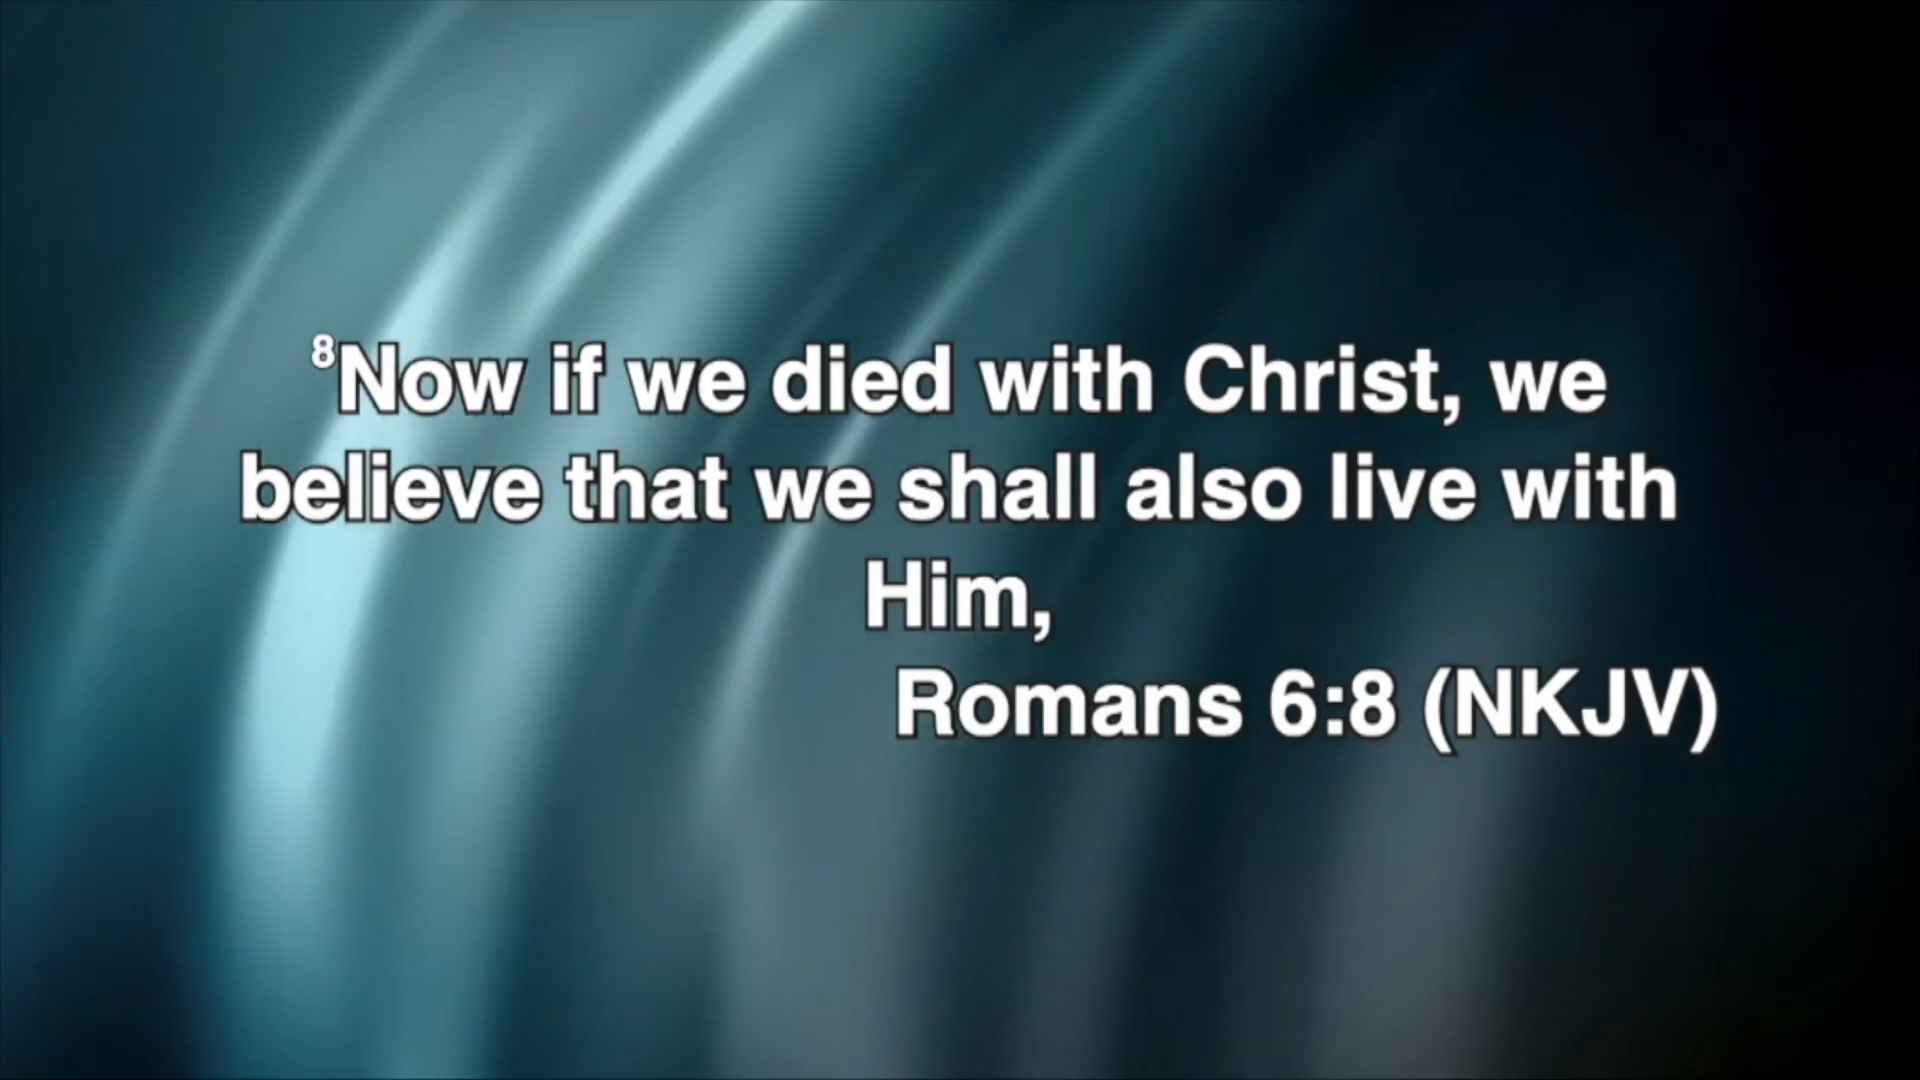 ⁸Now if we died with Christ, we
believe that we shall also live with
Him,
Romans 6:8 (NKJV)